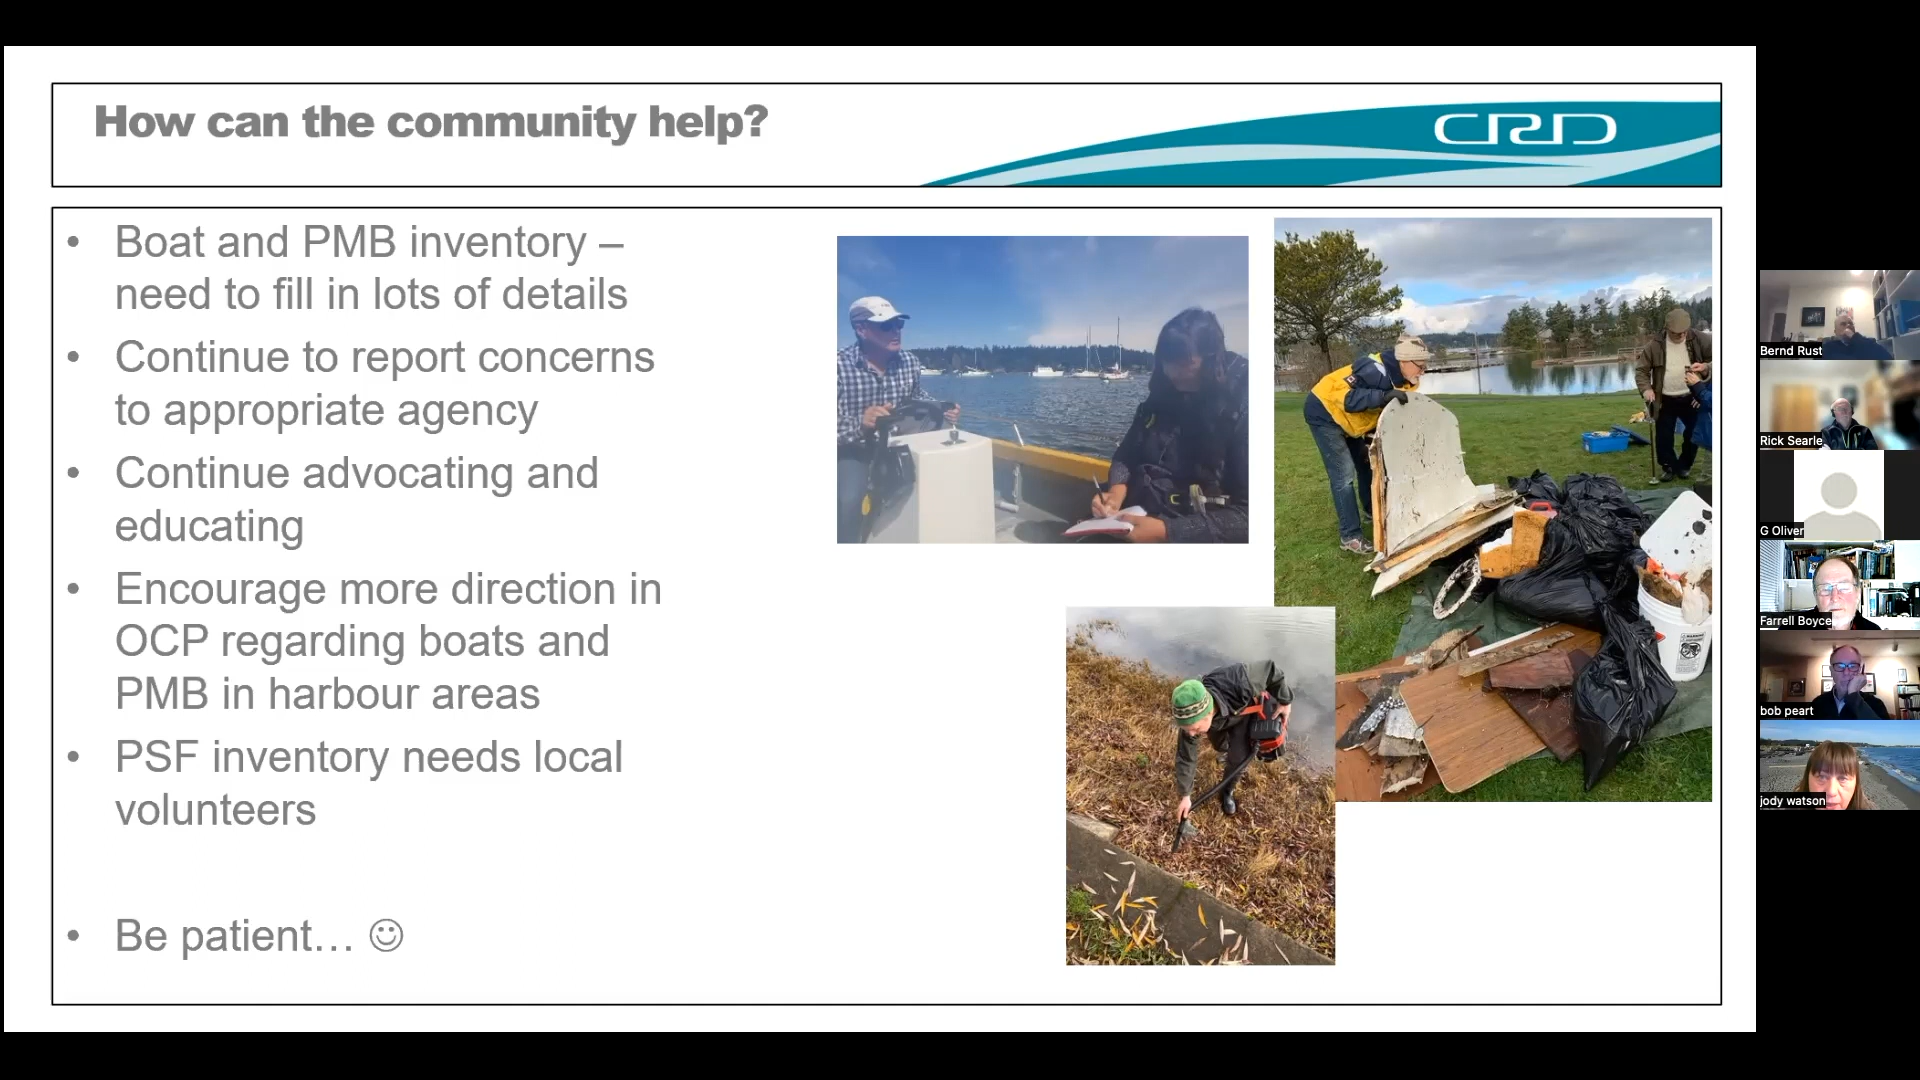 How can the community help?
CRD
• Boat and PMB inventory –
need to fill in lots of details
• Continue to report concerns
to appropriate agency
• Continue advocating and
educating
• Encourage more direction in
OCP regarding boats and
PMB in harbour areas
• PSF inventory needs local
volunteers
• Be patient… ☺
Bernd Rust
Rick Searle
G Oliver
Farrell Boyce
bob peart
jody watson